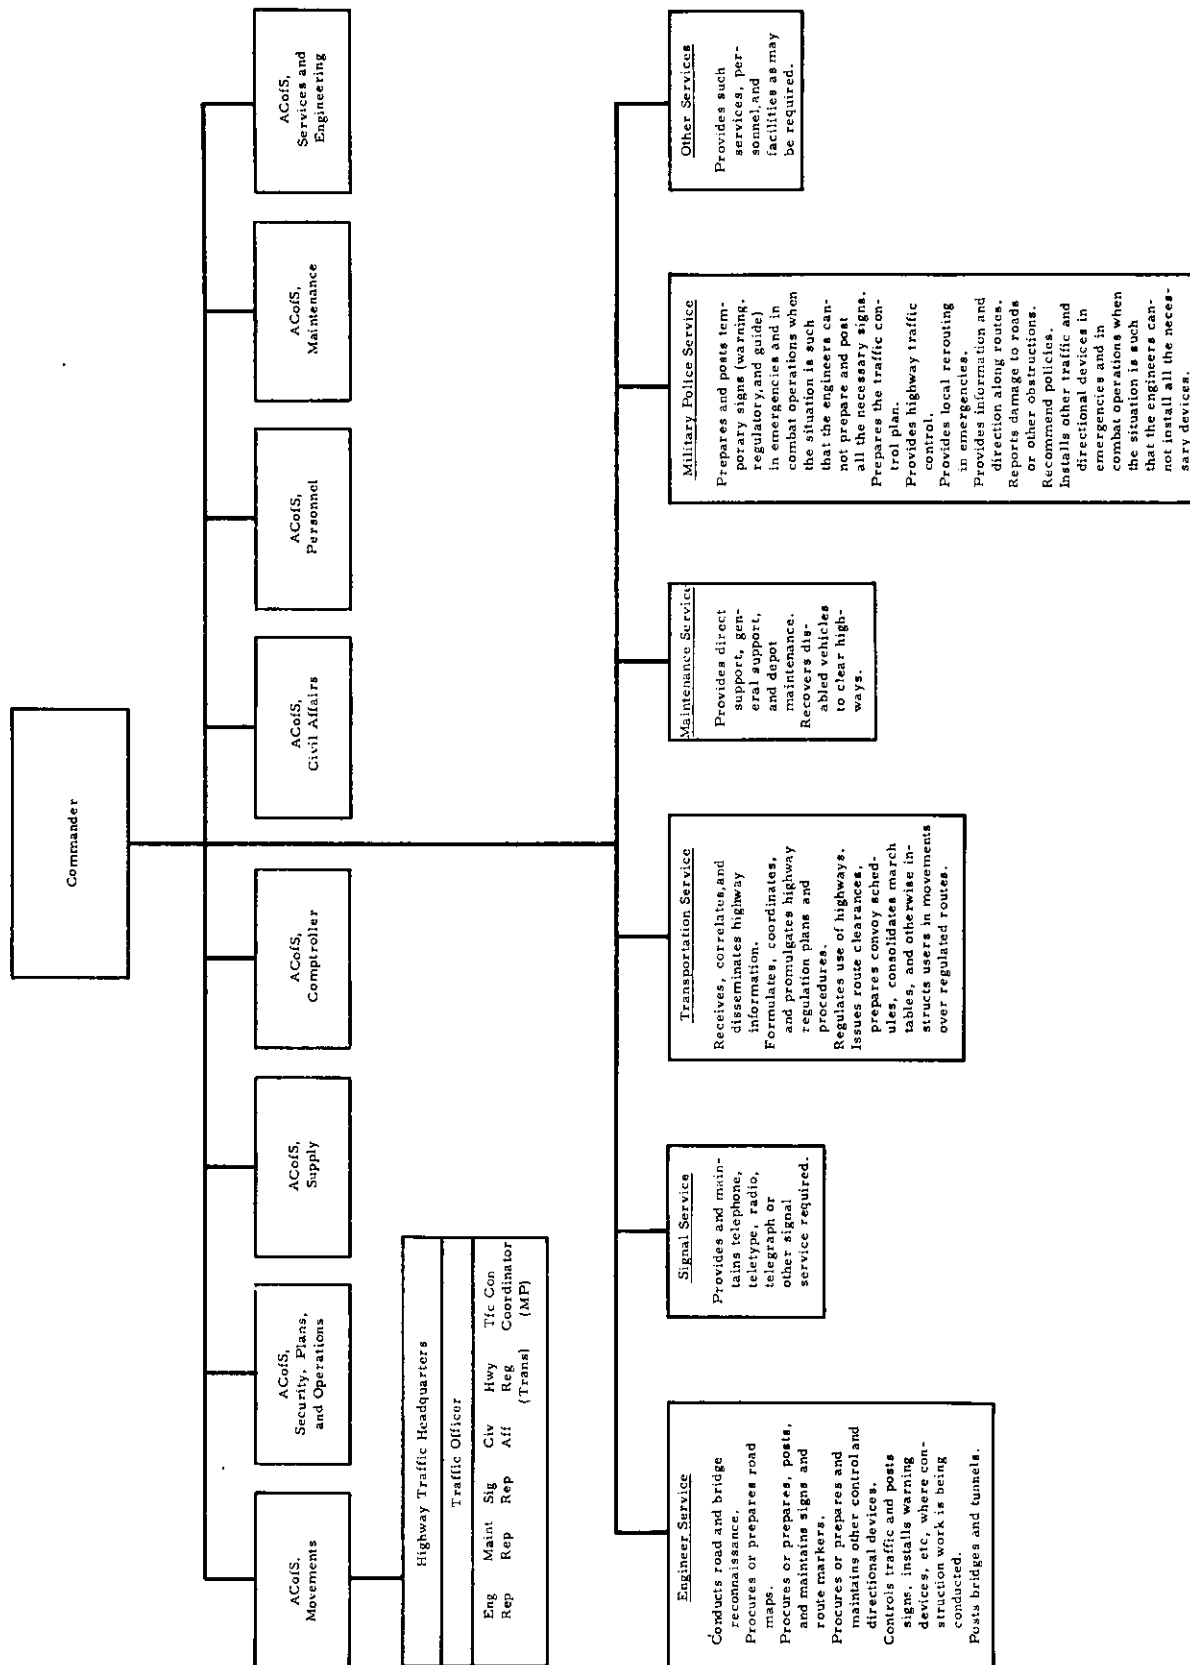 Commander
ACofS,
Movements
ACofS,
Security, Plans,
and Operations
ACofS,
Supply
ACofS,
Comptroller
ACofS,
Civil Affairs
ACofS,
Personnel
ACofS,
Maintenance
ACofS,
Services and
Engineering
Highway Traffic Headquarters
Traffic Officer
Eng Maint Sig Civ Hwy Tfc Con
Rep Rep Rep Aff Reg Coordinator
(Trans) (MP)
Engineer Service
Conducts road and bridge
reconnaissance.
Procures or prepares road
maps.
Procures or prepares, posts,
and maintains signs and
route markers.
Procures or prepares and
maintains other control and
directional devices.
Controls traffic and posts
signs, installs warning
devices, etc, where con-
struction work is being
conducted.
Posts bridges and tunnels.
Signal Service
Provides and main-
tains telephone,
teletype, radio,
telegraph or
other signal
service required.
Transportation Service
Receives, correlates, and
disseminates highway
information.
Formulates, coordinates,
and promulgates highway
regulation plans and
procedures.
Regulates use of highways.
Issues route clearances,
prepares convoy sched-
ules, consolidates march
tables, and otherwise in-
structs users in movements
over regulated routes.
Maintenance Service
Provides direct
support, gen-
eral support,
and depot
maintenance.
Recovers dis-
abled vehicles
to clear high-
ways.
Military Police Service
Prepares and posts tem-
porary signs (warning,
regulatory, and guide)
in emergencies and in
combat operations when
the situation is such
that the engineers can-
not prepare and post
all the necessary signs.
Prepares the traffic con-
trol plan.
Provides highway traffic
control.
Provides local rerouting
in emergencies.
Provides information and
direction along routes.
Reports damage to roads
or other obstructions.
Recommend policies.
Installs other traffic and
directional devices in
emergencies and in
combat operations when
the situation is such
that the engineers can-
not install all the neces-
sary devices.
Other Services
Provides such
services, per-
sonnel, and
facilities as may
be required.